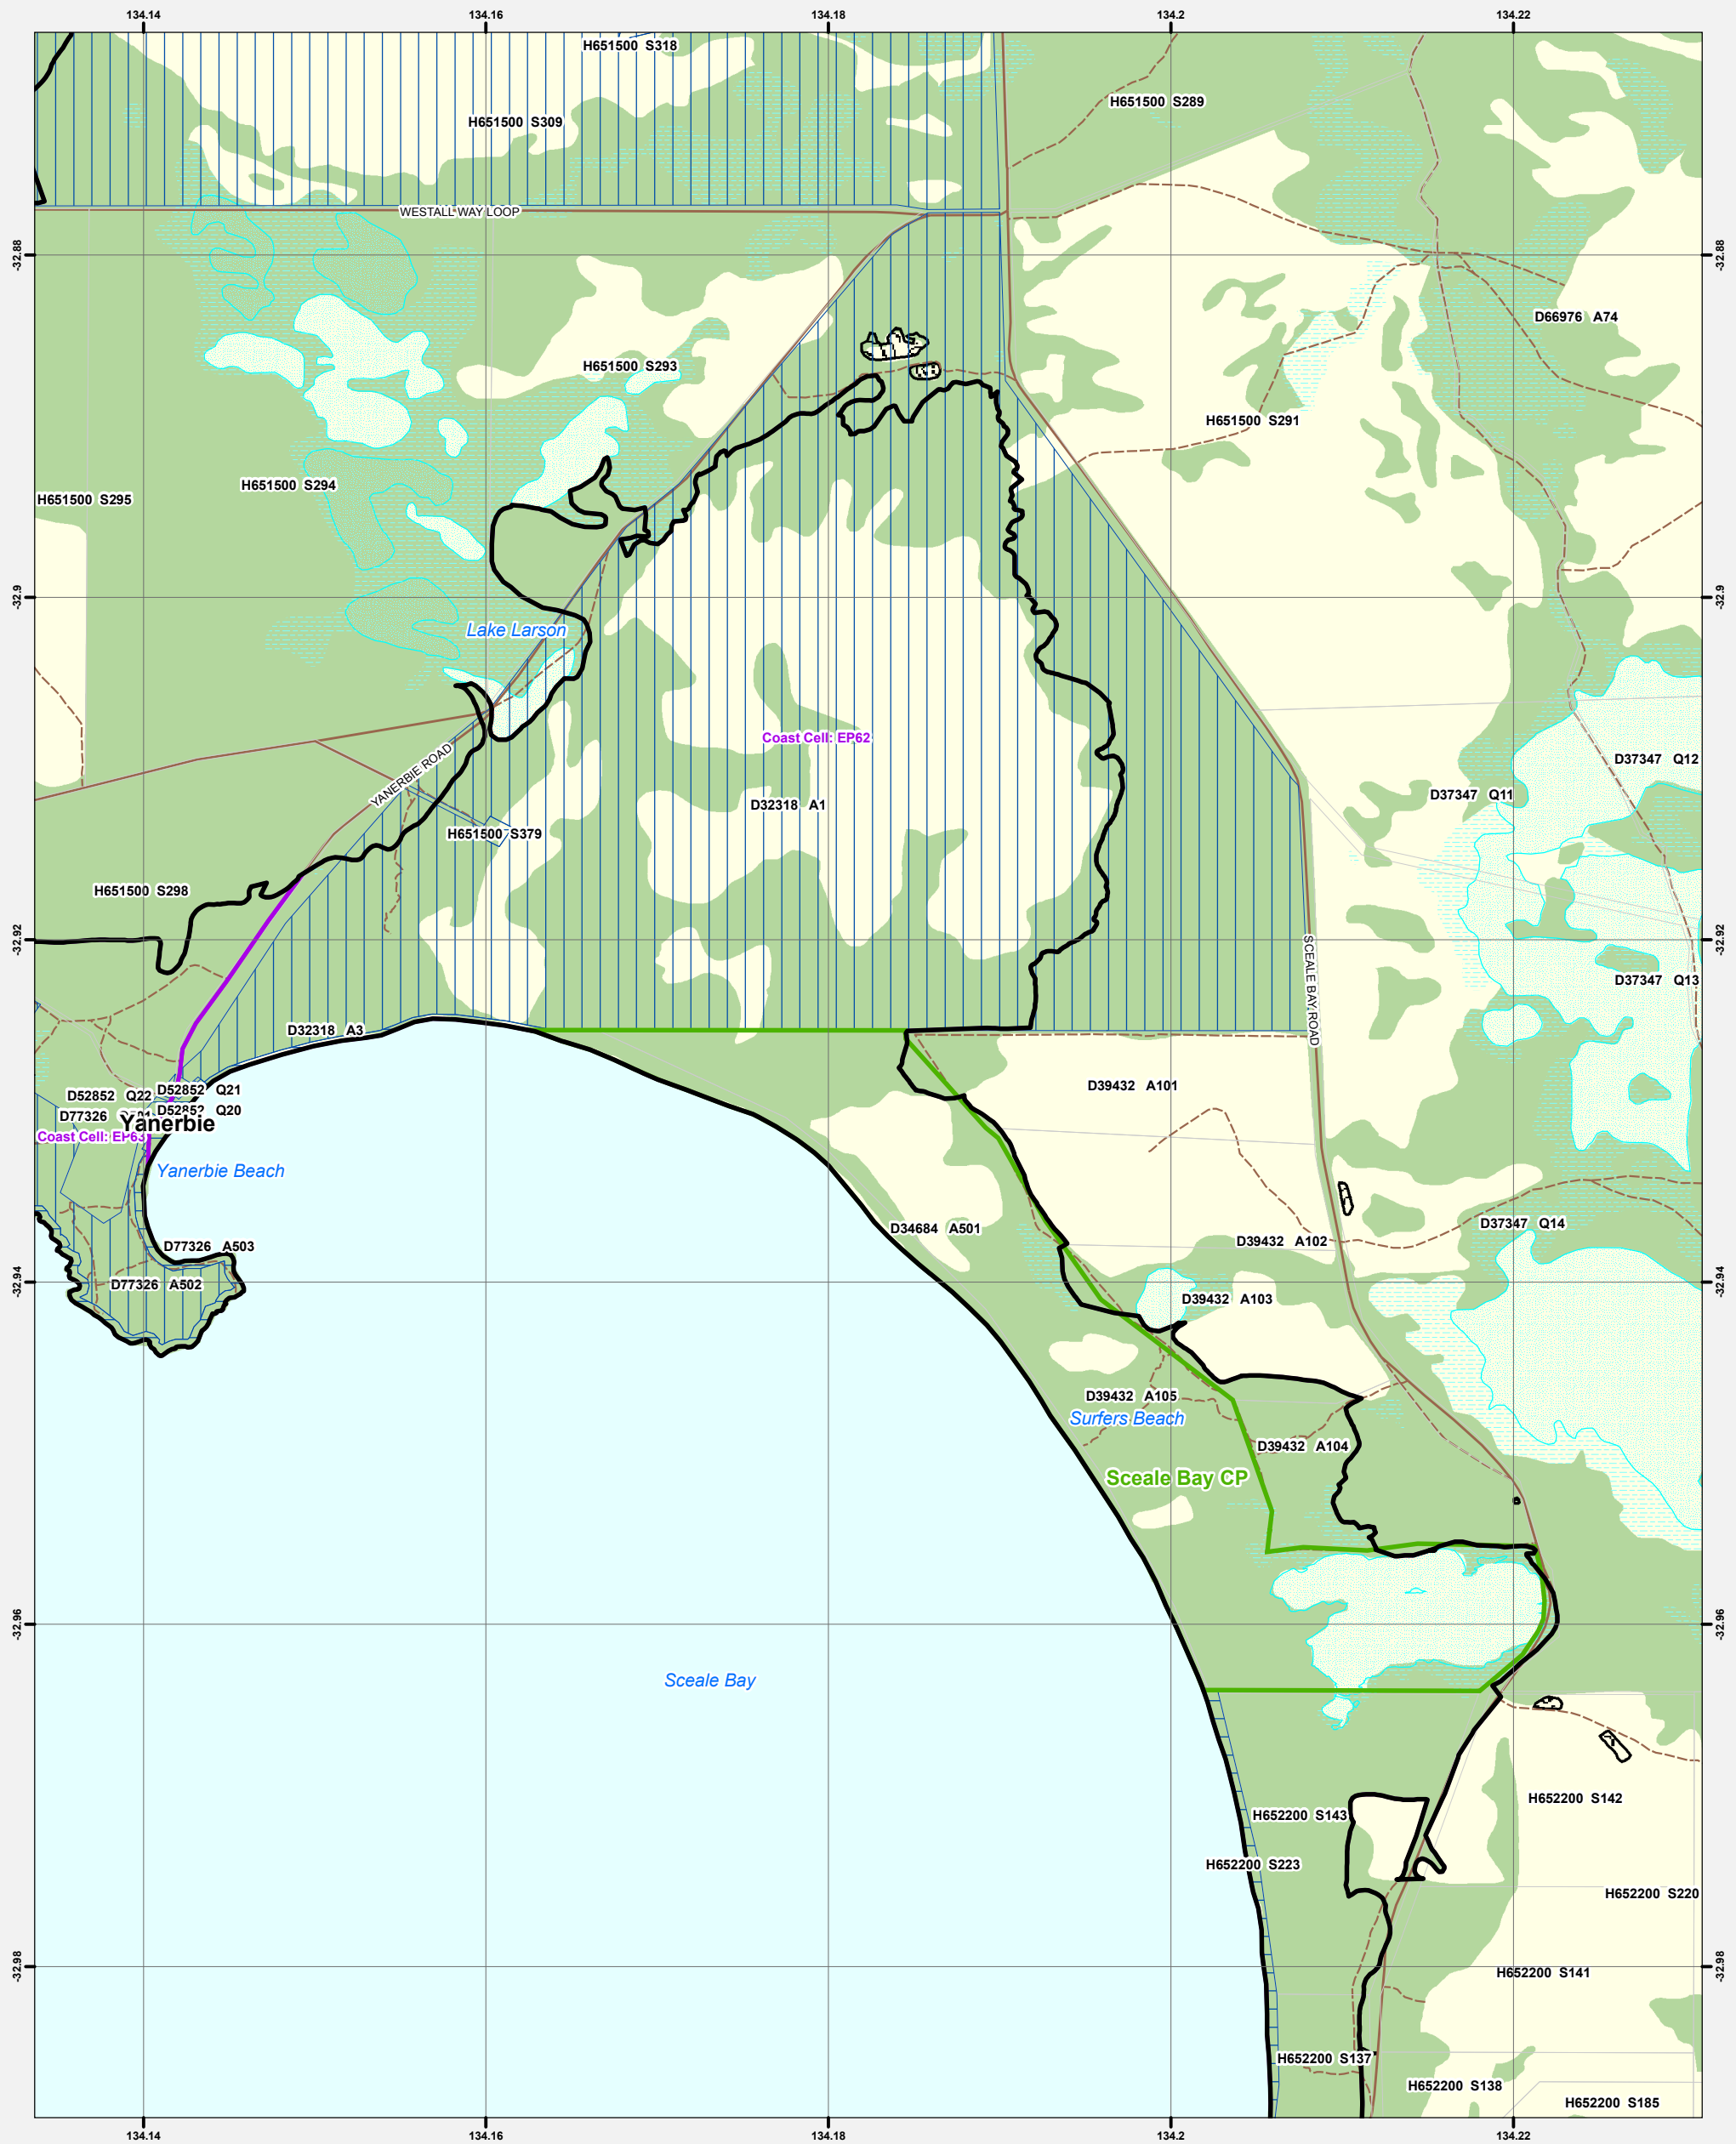 134.14 134.16 134.18 134.2 134.22
H651500 S318
H651500 S289
H651500 S309
WESTALL WAY LOOP
-32.88
-32.88
D66976 A74
H651500 S293
H651500 S291
H651500 S294
H651500 S295
-32.9
-32.9
Lake Larson
Coast Cell: EP62
D37347 Q12
YANERBIE ROAD
D37347 Q11
D32318 A1
H651500 S379
H651500 S298
-32.92
-32.92
SCEALE BAY ROAD
D37347 Q13
D32318 A3
D39432 A101
D52852 Q21
D52852 Q22
D52852 Q20
D77326
Yanerbie
Coast Cell: EP63
Yanerbie Beach
D37347 Q14
D34684 A501
D39432 A102
D77326 A503
-32.94
-32.94
D77326 A502
D39432 A103
D39432 A105
Surfers Beach
D39432 A104
Sceale Bay CP
-32.96
-32.96
Sceale Bay
H652200 S142
H652200 S143
H652200 S223
H652200 S220
-32.98
-32.98
H652200 S141
H652200 S137
H652200 S138
H652200 S185
134.14 134.16 134.18 134.2 134.22